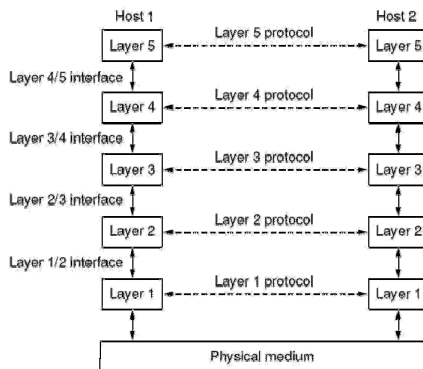 Host 1 Host 2
Layer 5 Layer 5 protocol Layer 5
Layer 4/5 interface
Layer 4 Layer 4 protocol Layer 4
Layer 3/4 interface
Layer 3 Layer 3 protocol Layer 3
Layer 2/3 interface
Layer 2 Layer 2 protocol Layer 2
Layer 1/2 interface
Layer 1 Layer 1 protocol Layer 1
Physical medium